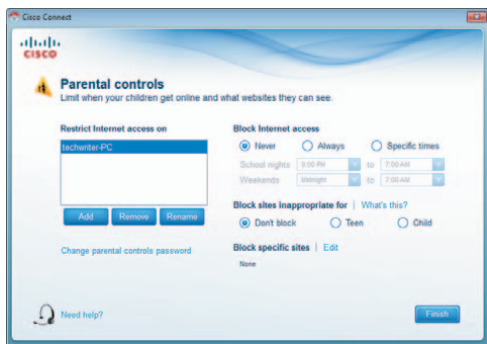 Cisco Connect
CISCO
Parental controls
Limit when your children get online and what websites they can see.
Restrict Internet access on
techwriter-PC
Add Remove Rename
Change parental controls password
Block Internet access
Never Always Specific times
School nights 9:00 PM to 7:00 AM
Weekends Midnight to 7:00 AM
Block sites inappropriate for | What's this?
Don't block Teen Child
Block specific sites | Edit
None
Need help?
Finish